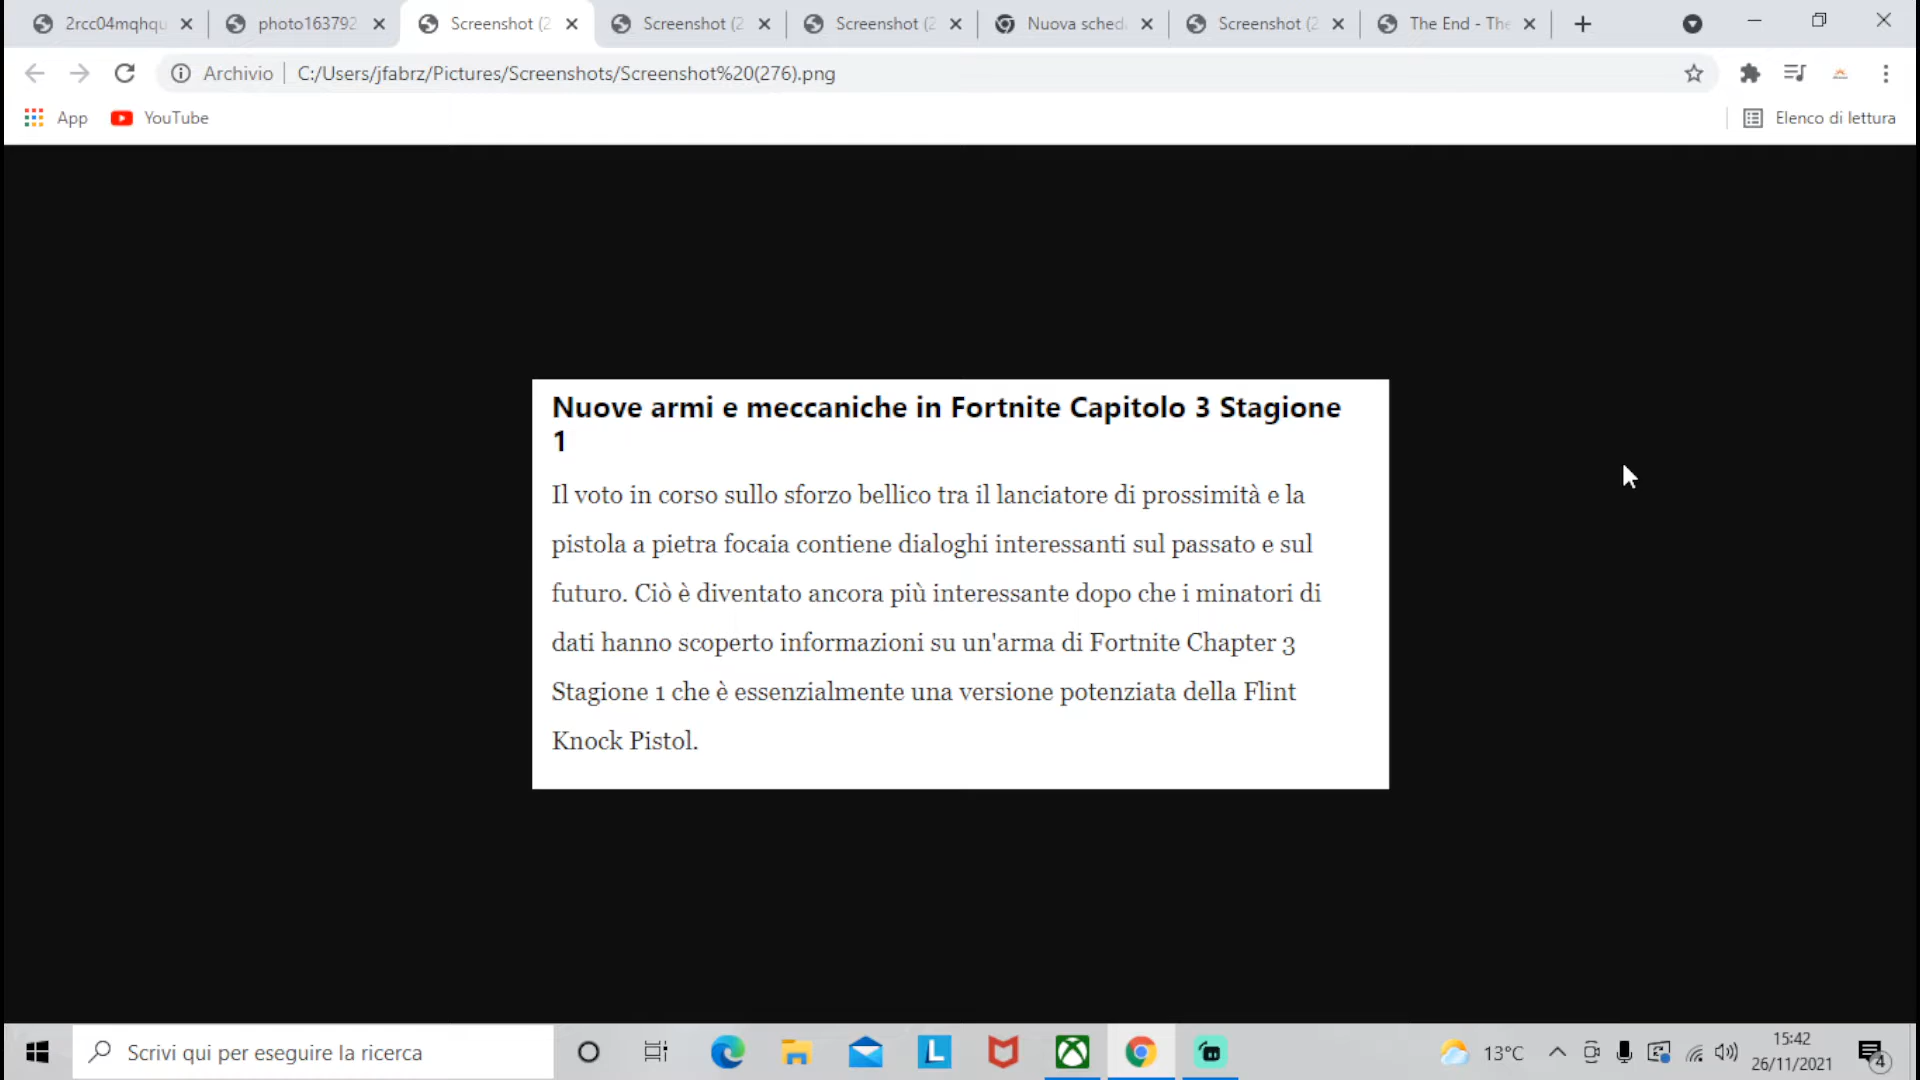 2rcc04mqhqu
photo163792
Screenshot (2
Screenshot (2
Screenshot (2
Nuova sched
Screenshot (2
The End - The
Archivio
C:/Users/jfabrz/Pictures/Screenshots/Screenshot%20(276).png
App
YouTube
Elenco di lettura
Nuove armi e meccaniche in Fortnite Capitolo 3 Stagione
1
Il voto in corso sullo sforzo bellico tra il lanciatore di prossimità e la
pistola a pietra focaia contiene dialoghi interessanti sul passato e sul
futuro. Ciò è diventato ancora più interessante dopo che i minatori di
dati hanno scoperto informazioni su un'arma di Fortnite Chapter 3
Stagione 1 che è essenzialmente una versione potenziata della Flint
Knock Pistol.
Scrivi qui per eseguire la ricerca
L
13°C
15:42
26/11/2021
4